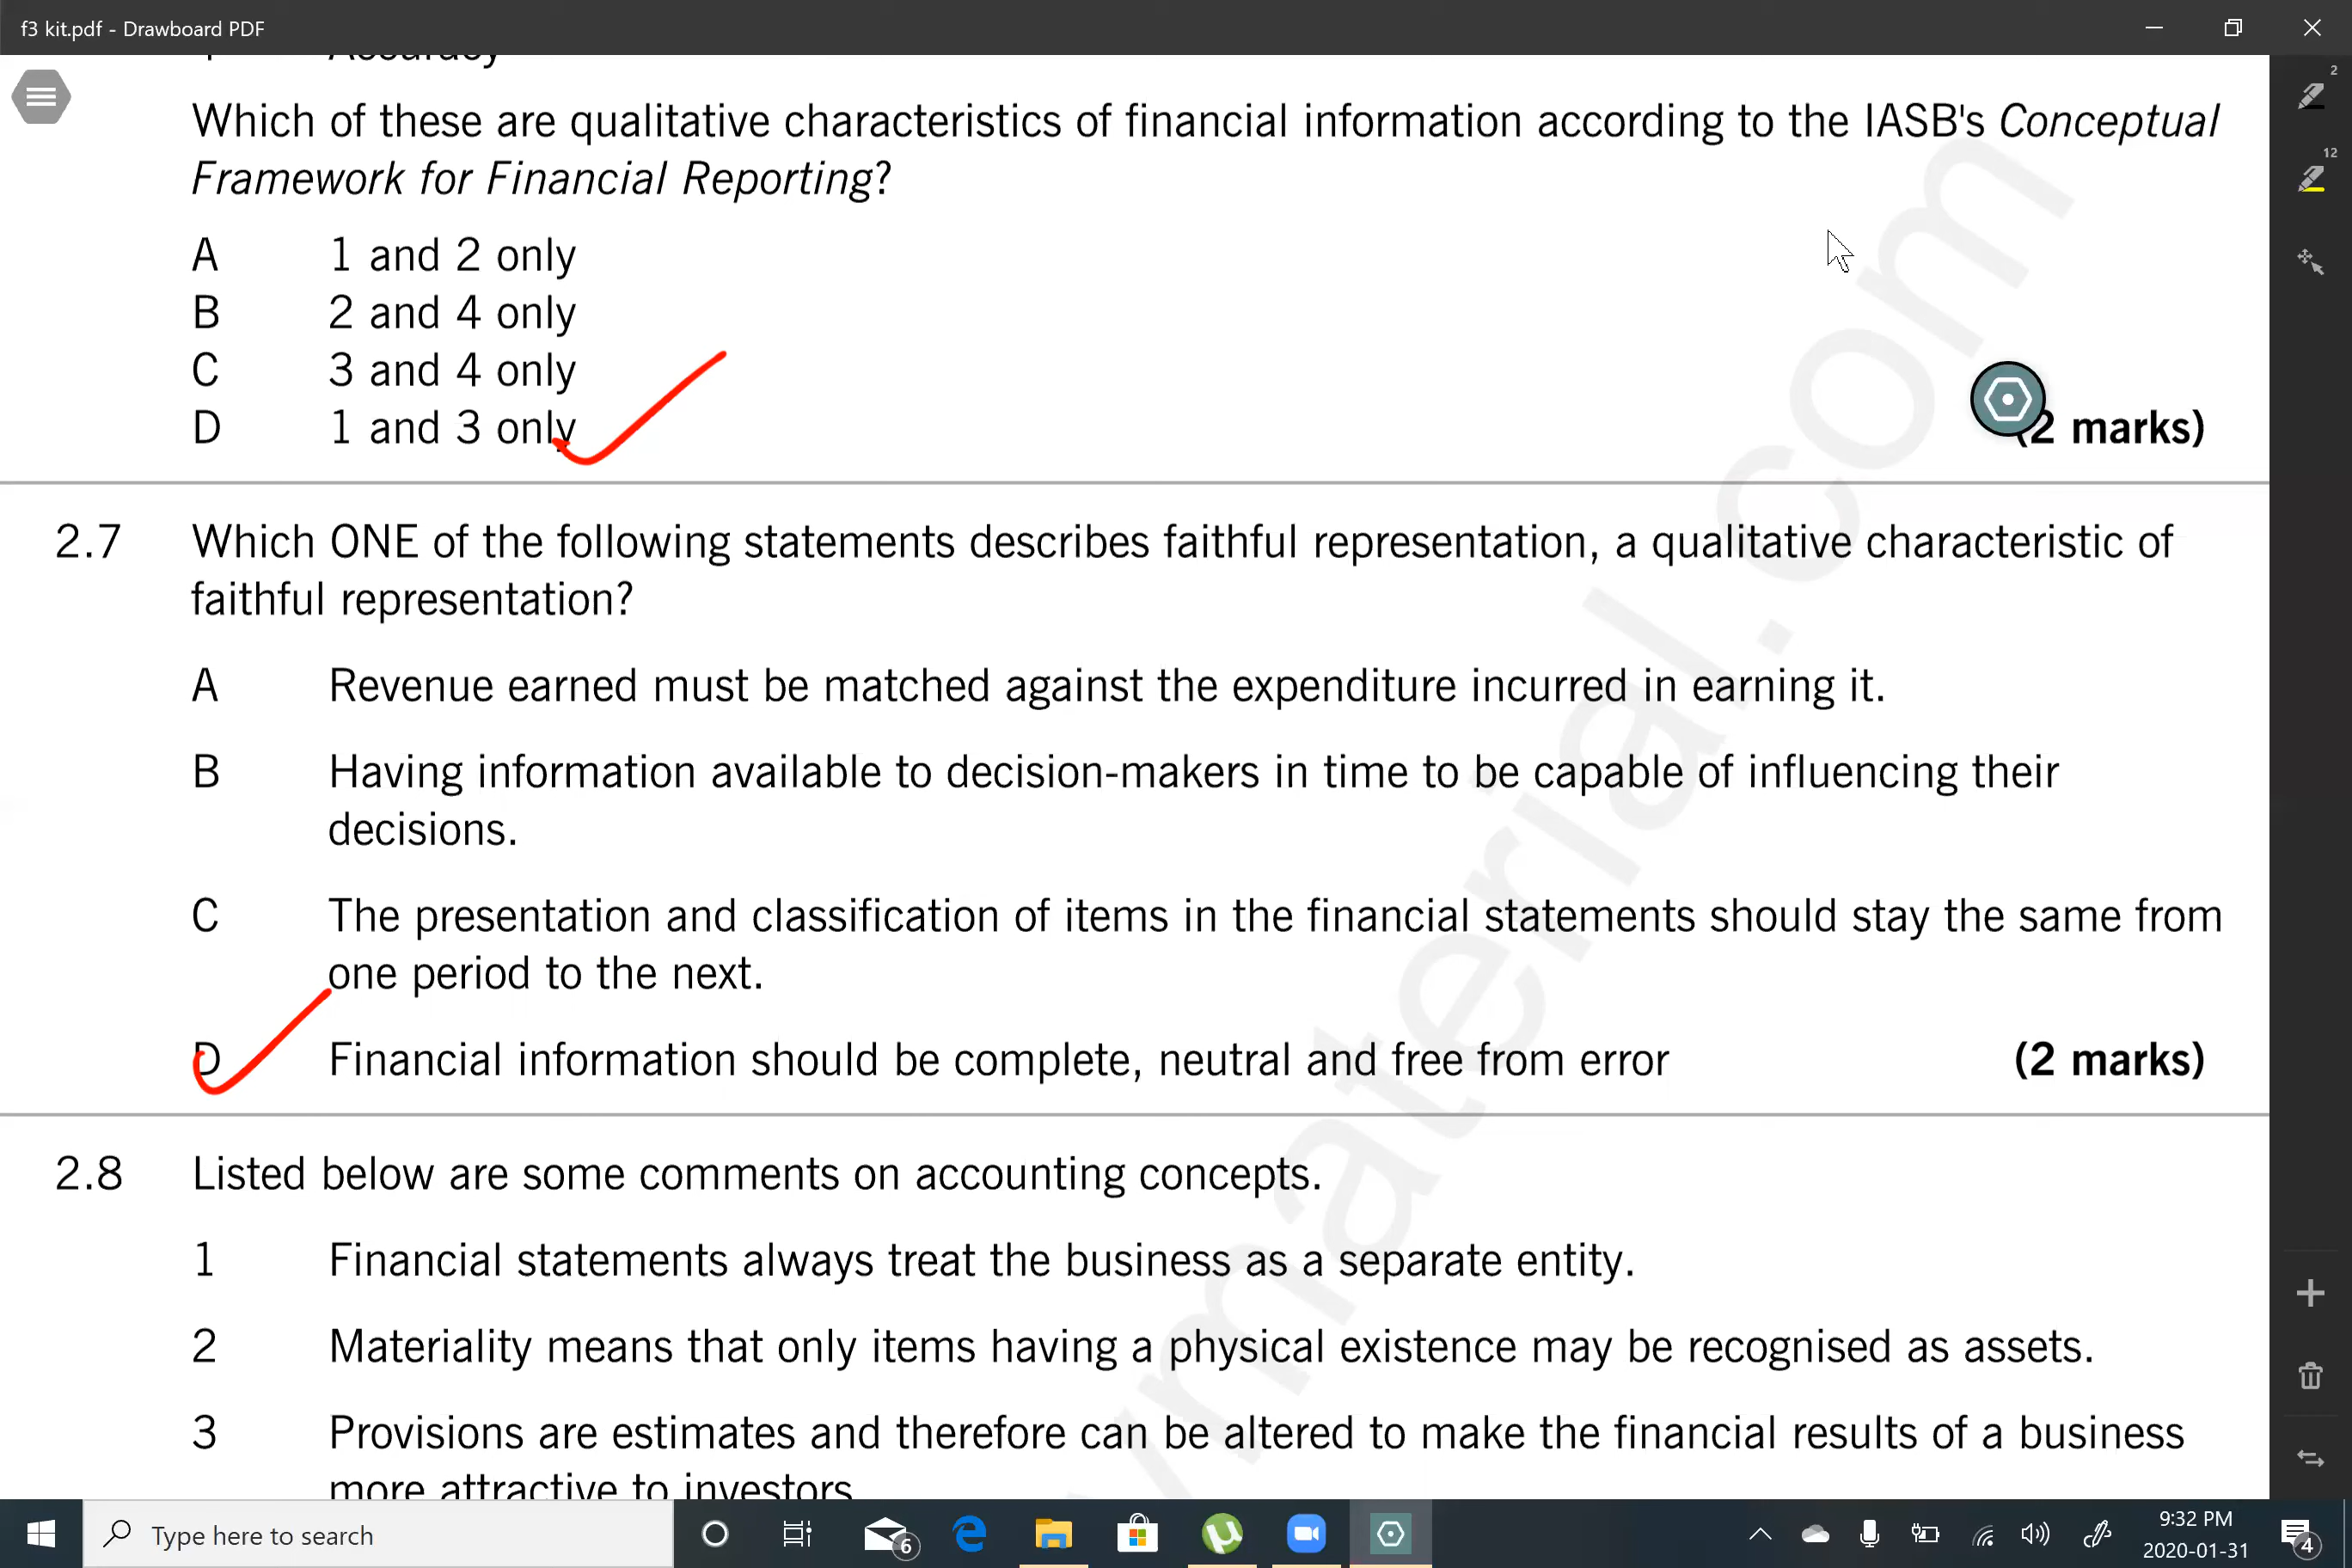 f3 kit.pdf - Drawboard PDF
Accuracy
Which of these are qualitative characteristics of financial information according to the IASB's Conceptual
Framework for Financial Reporting?
A 1 and 2 only
B 2 and 4 only
C 3 and 4 only
D 1 and 3 only
(2 marks)
2.7 Which ONE of the following statements describes faithful representation, a qualitative characteristic of
faithful representation?
A Revenue earned must be matched against the expenditure incurred in earning it.
B Having information available to decision-makers in time to be capable of influencing their
decisions.
C The presentation and classification of items in the financial statements should stay the same from
one period to the next.
D Financial information should be complete, neutral and free from error (2 marks)
2.8 Listed below are some comments on accounting concepts.
1 Financial statements always treat the business as a separate entity.
2 Materiality means that only items having a physical existence may be recognised as assets.
3 Provisions are estimates and therefore can be altered to make the financial results of a business
more attractive to investors
material.com
2
12
Type here to search
6
9:32 PM
2020-01-31
4